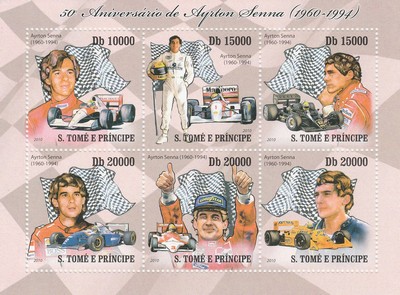 50º Aniversário de Ayrton Senna (1960-1994)
Db 10000
Ayrton Senna
(1960-1994)
2010
S. TOMÉ E PRÍNCIPE
Db 15000
Ayrton Senna
(1960-1994)
2010
S. TOMÉ E PRÍNCIPE
Db 15000
Ayrton Senna
(1960-1994)
2010
S. TOMÉ E PRÍNCIPE
Db 20000
Ayrton Senna
(1960-1994)
2010
S. TOMÉ E PRÍNCIPE
Db 20000
Ayrton Senna (1960-1994)
2010
S. TOMÉ E PRÍNCIPE
Db 20000
Ayrton Senna (1960-1994)
2010
S. TOMÉ E PRÍNCIPE